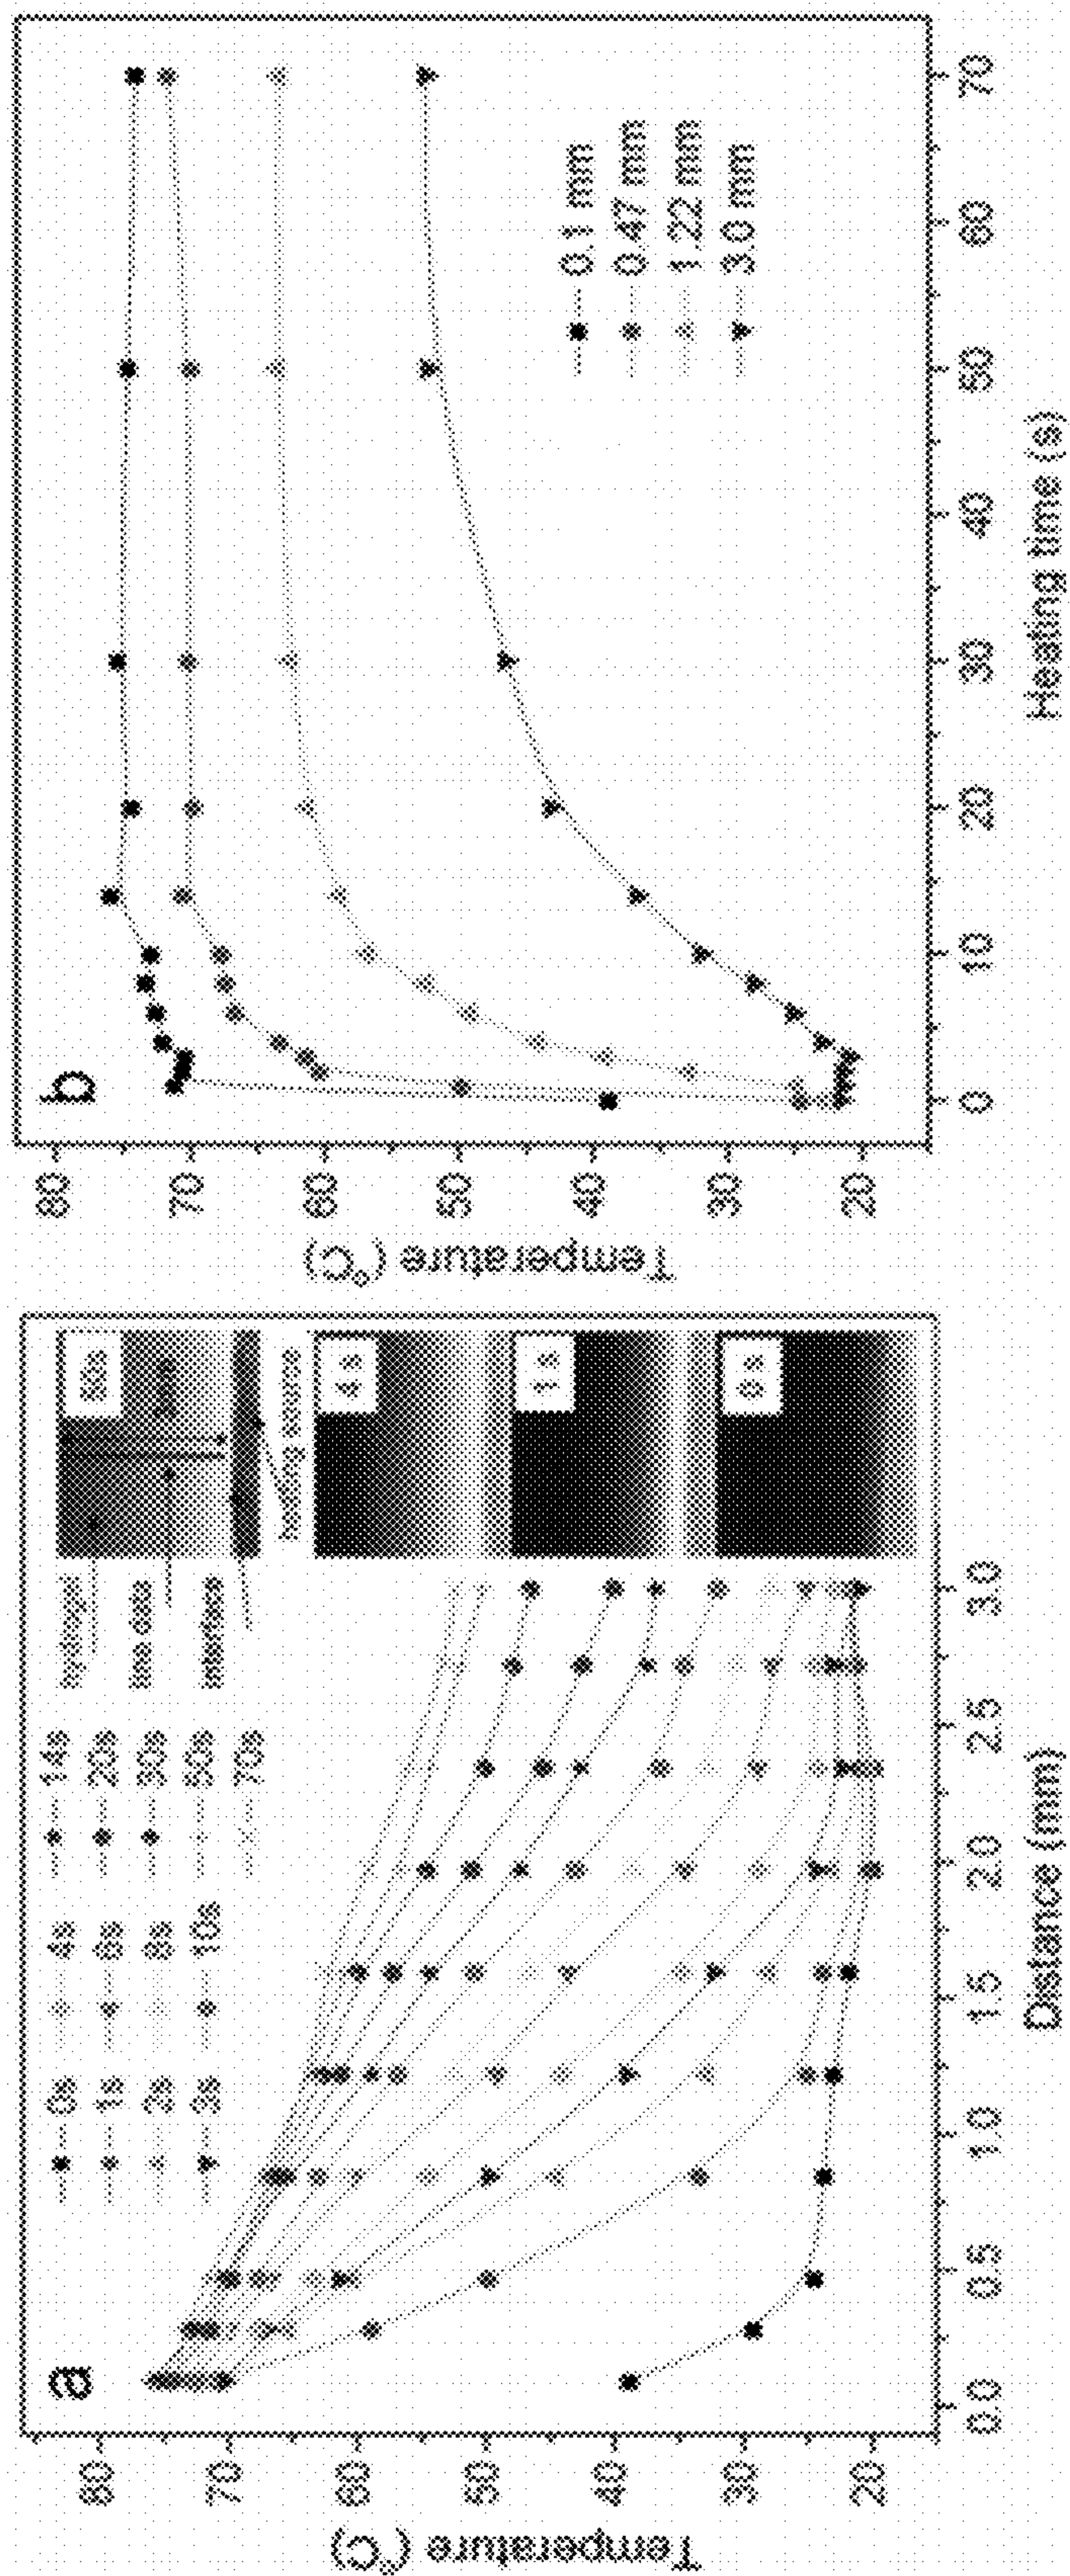 a
0s
1s
2s
3s
4s
6s
8s
10s
14s
20s
30s
50s
70s
hydrogel
interface
50s
heating source
4 s
1 s
0 s
80
70
60
50
40
30
20
Temperature (°C)
0.0
0.5
1.0
1.5
2.0
2.5
3.0
Distance (mm)
b
80
70
60
50
40
30
20
Temperature (°C)
0.1 mm
0.47 mm
1.22 mm
3.0 mm
0
10
20
30
40
50
60
70
Heating time (s)